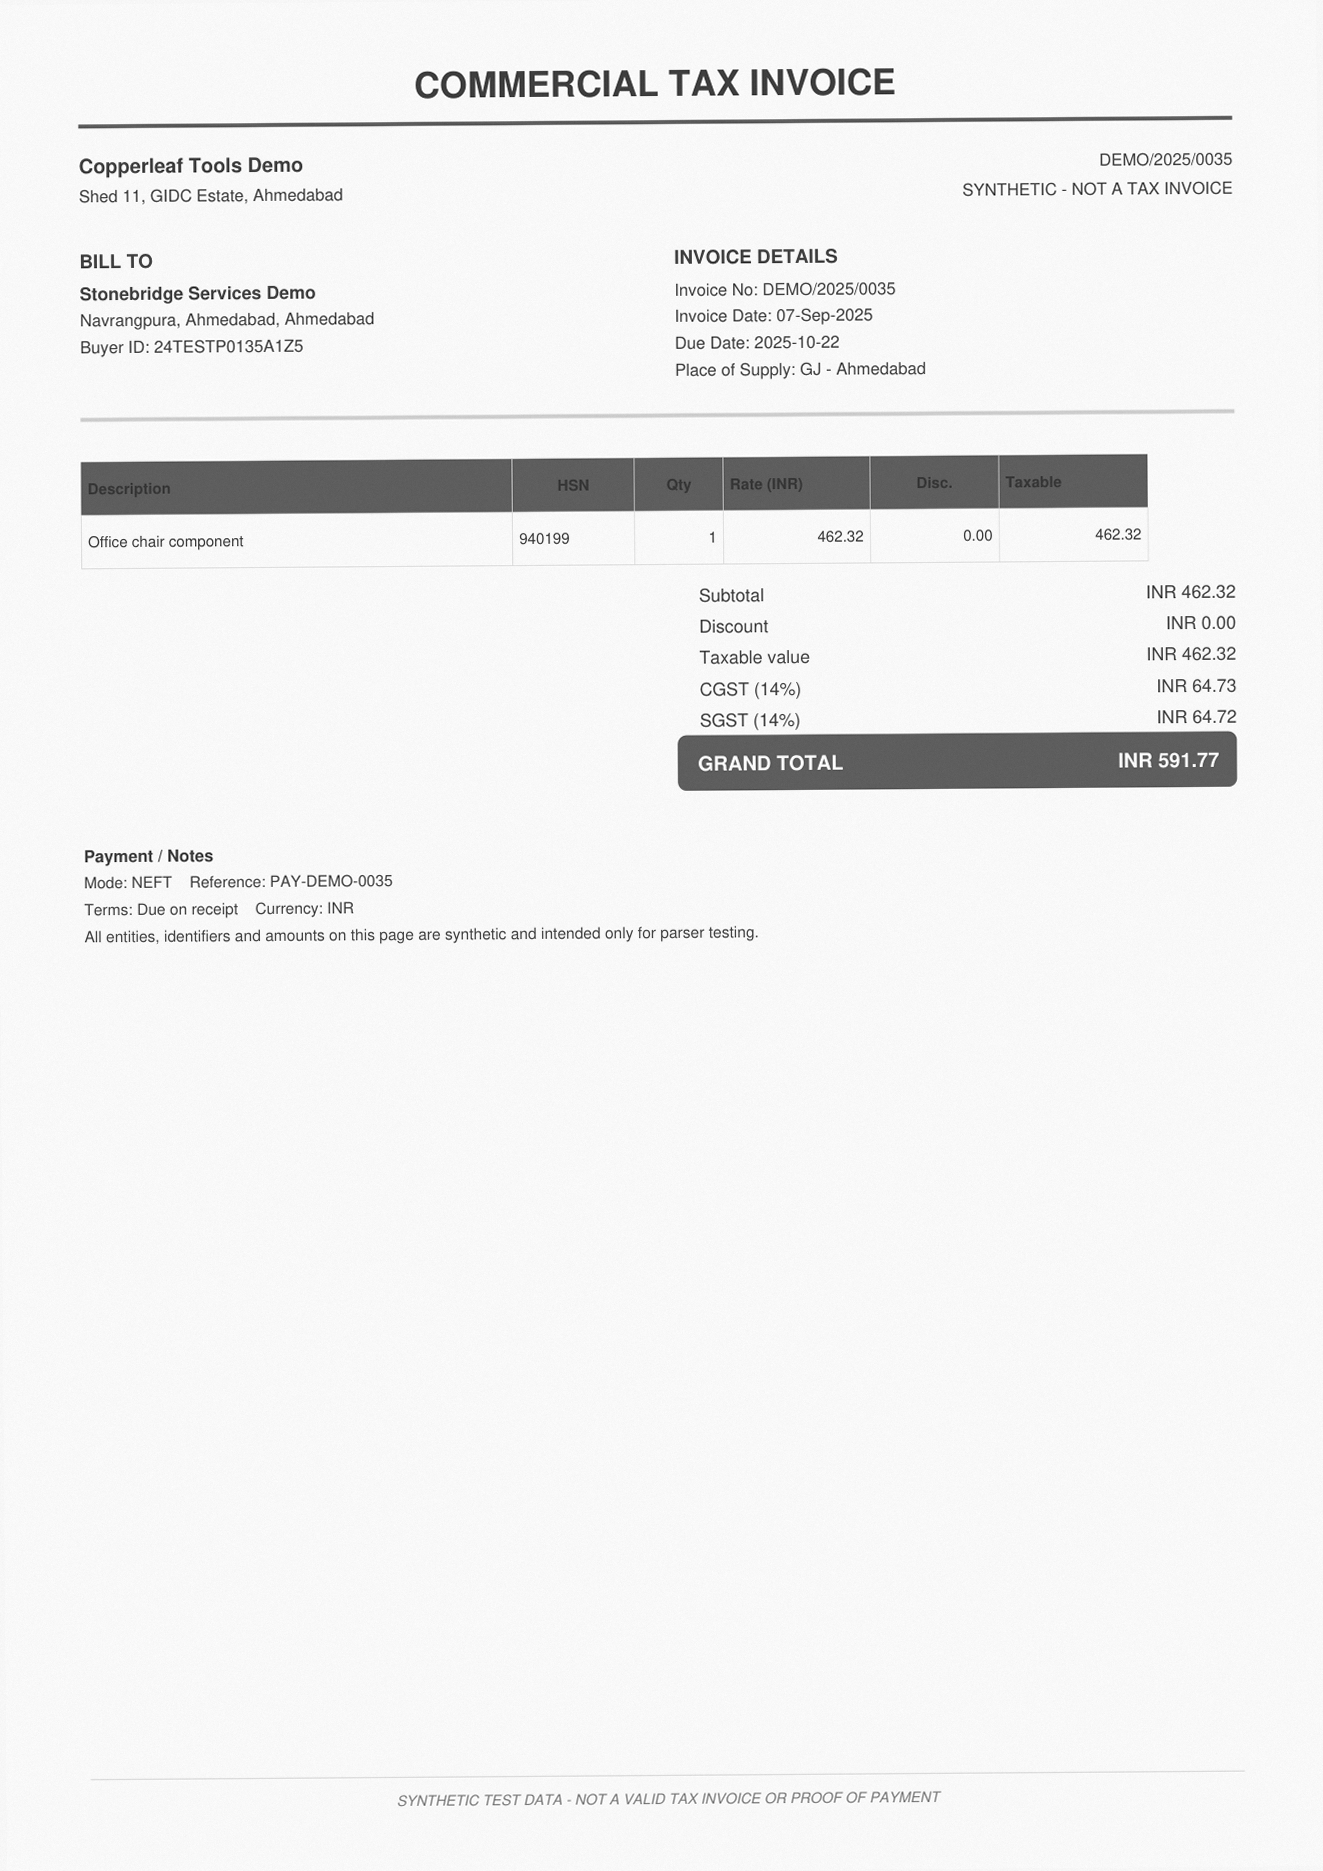 COMMERCIAL TAX INVOICE
Copperleaf Tools Demo
Shed 11, GIDC Estate, Ahmedabad
DEMO/2025/0035
SYNTHETIC - NOT A TAX INVOICE
BILL TO
Stonebridge Services Demo
Navrangpura, Ahmedabad, Ahmedabad
Buyer ID: 24TESTP0135A1Z5
INVOICE DETAILS
Invoice No: DEMO/2025/0035
Invoice Date: 07-Sep-2025
Due Date: 2025-10-22
Place of Supply: GJ - Ahmedabad
Description HSN Qty Rate (INR) Disc. Taxable
Office chair component 940199 1 462.32 0.00 462.32
Subtotal INR 462.32
Discount INR 0.00
Taxable value INR 462.32
CGST (14%) INR 64.73
SGST (14%) INR 64.72
GRAND TOTAL INR 591.77
Payment / Notes
Mode: NEFT Reference: PAY-DEMO-0035
Terms: Due on receipt Currency: INR
All entities, identifiers and amounts on this page are synthetic and intended only for parser testing.
SYNTHETIC TEST DATA - NOT A VALID TAX INVOICE OR PROOF OF PAYMENT